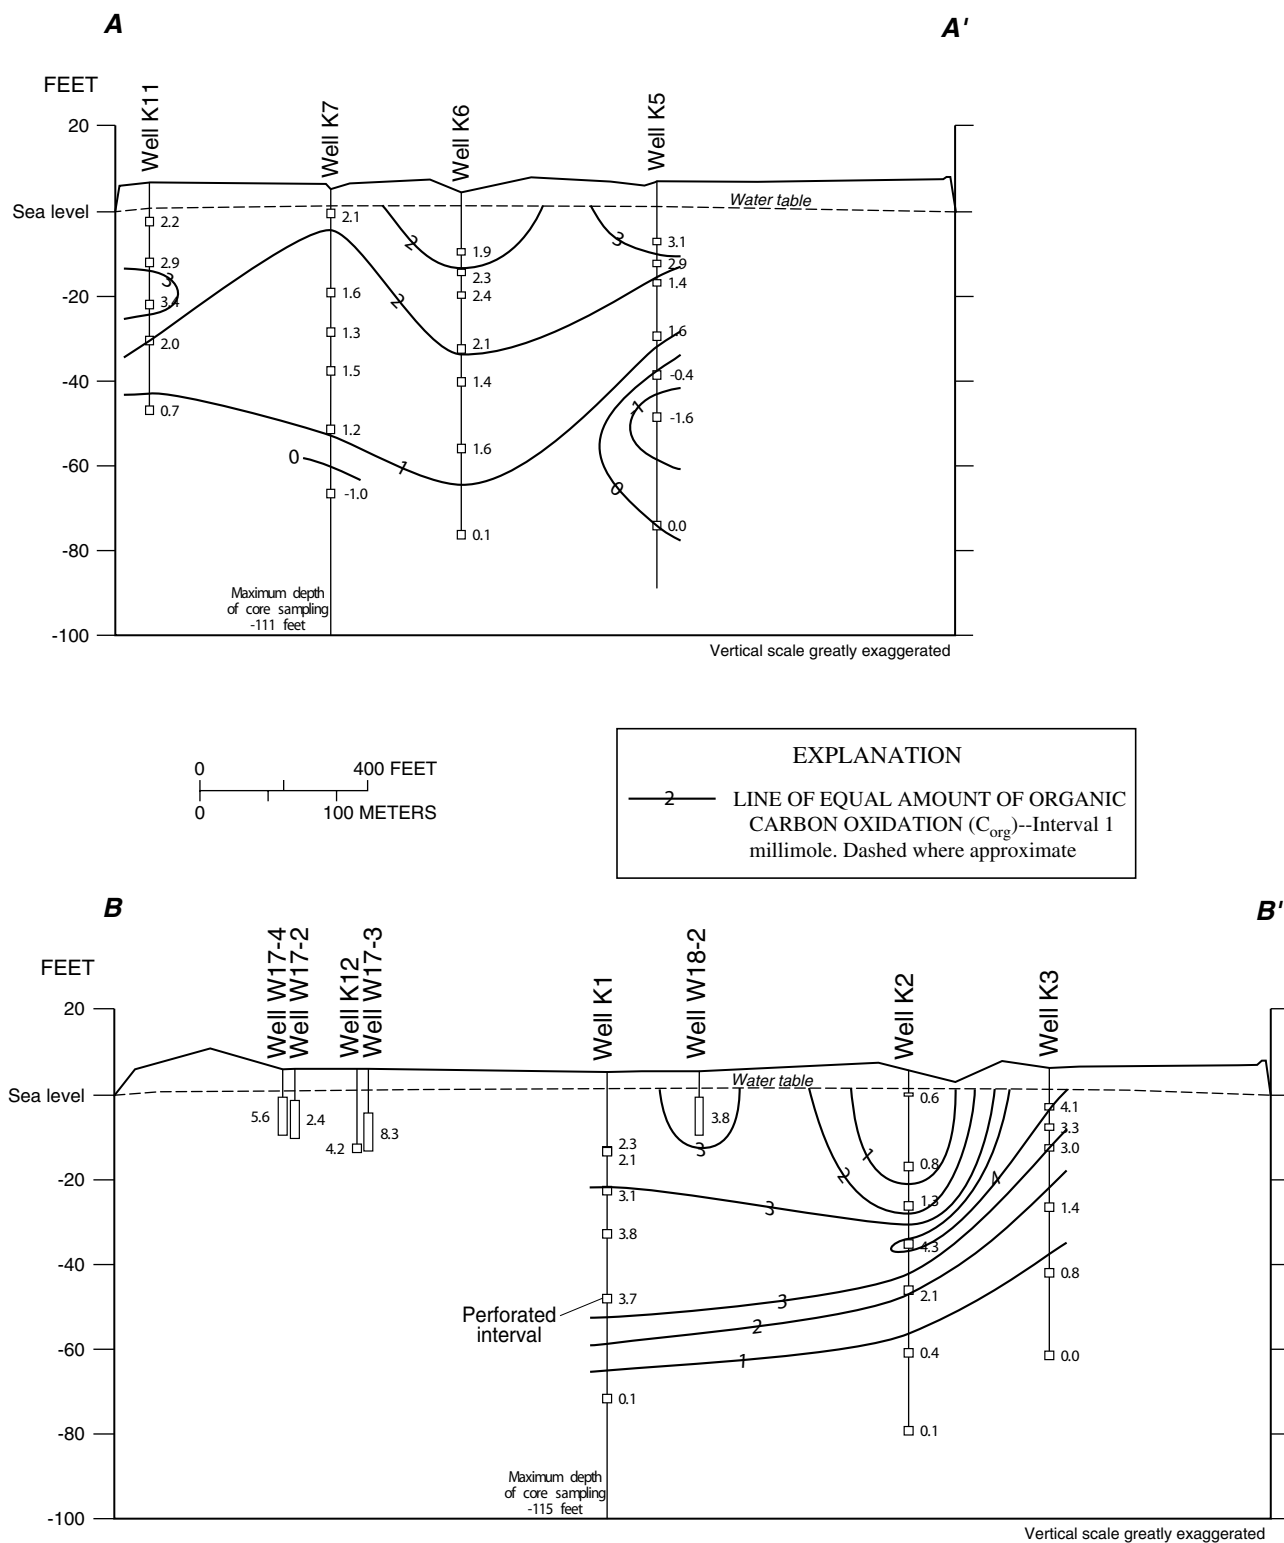 A
A'
FEET
Well K11
Well K7
Well K6
Well K5
20
Sea level
-20
-40
-60
-80
-100
Water table
2.2
2.9
3
3.4
2.0
0.7
2.1
1.6
1.3
1.5
1.2
0
-1.0
2
2
1.9
2.3
2.4
2.1
1.4
1.6
0.1
1
3
3.1
2.9
1.4
1.6
-0.4
1
-1.6
0
0.0
Maximum depth
of core sampling
-111 feet
Vertical scale greatly exaggerated
0
400 FEET
0
100 METERS
EXPLANATION
2
LINE OF EQUAL AMOUNT OF ORGANIC
CARBON OXIDATION (Corg)--Interval 1
millimole. Dashed where approximate
B
B'
FEET
Well W17-4
Well W17-2
Well K12
Well W17-3
Well K1
Well W18-2
Well K2
Well K3
20
Sea level
-20
-40
-60
-80
-100
Water table
5.6
2.4
4.2
8.3
2.3
2.1
3.1
3.8
3.7
0.1
3.8
3
3
3
2
1
2
1
0.6
0.8
1.3
4.3
2.1
0.4
0.1
4
4.1
3.3
3.0
1.4
0.8
0.0
Perforated
interval
Maximum depth
of core sampling
-115 feet
Vertical scale greatly exaggerated